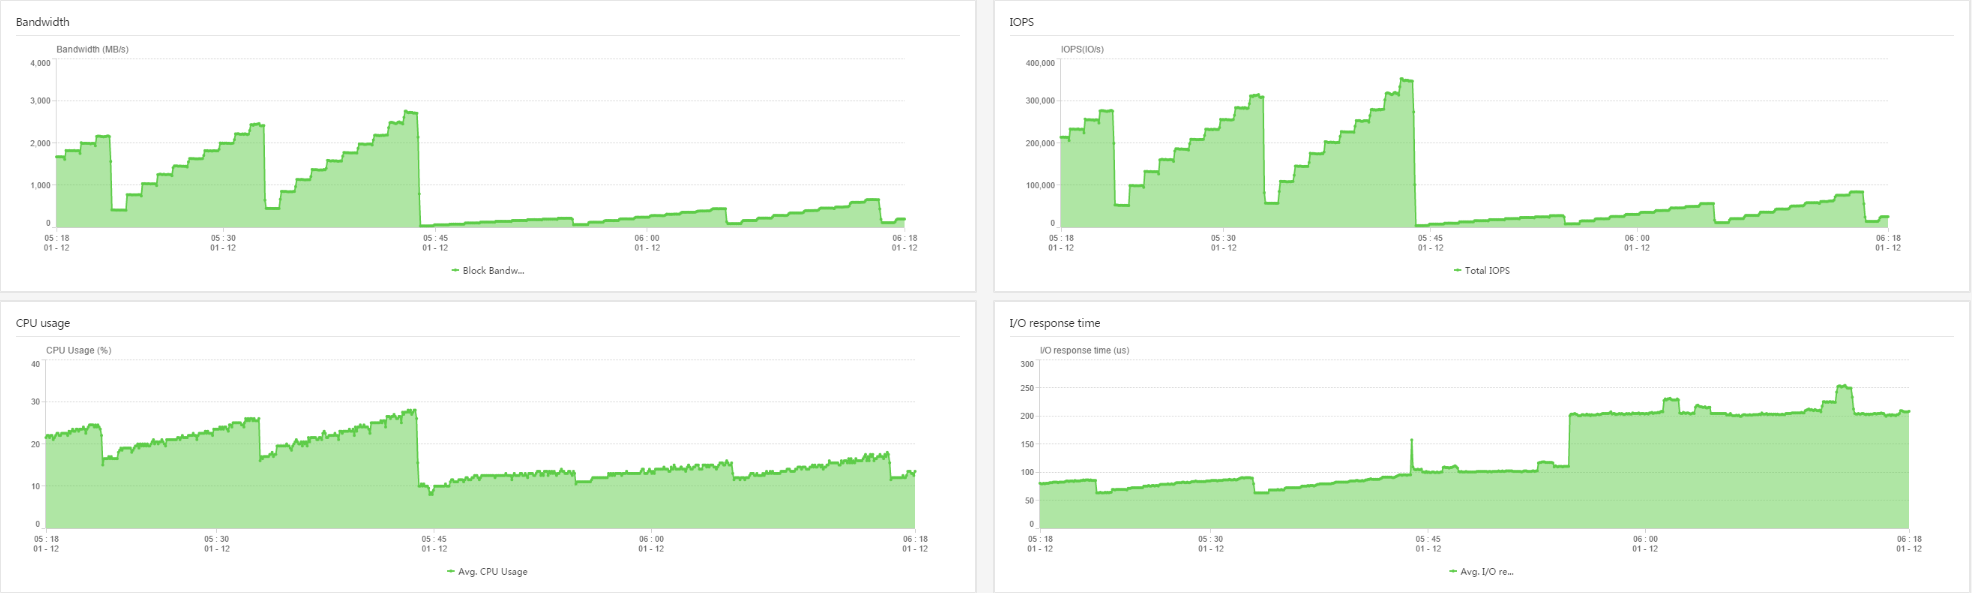 Bandwidth
Bandwidth (MB/s)
4,000
3,000
2,000
1,000
0
05 : 18
01 - 12
05 : 30
01 - 12
05 : 45
01 - 12
06 : 00
01 - 12
06 : 18
01 - 12
Block Bandw...
IOPS
IOPS(IO/s)
400,000
300,000
200,000
100,000
0
05 : 18
01 - 12
05 : 30
01 - 12
05 : 45
01 - 12
06 : 00
01 - 12
06 : 18
01 - 12
Total IOPS
CPU usage
CPU Usage (%)
40
30
20
10
0
05 : 18
01 - 12
05 : 30
01 - 12
05 : 45
01 - 12
06 : 00
01 - 12
06 : 18
01 - 12
Avg. CPU Usage
I/O response time
I/O response time (us)
300
250
200
150
100
50
0
05 : 18
01 - 12
05 : 30
01 - 12
05 : 45
01 - 12
06 : 00
01 - 12
06 : 18
01 - 12
Avg. I/O re...